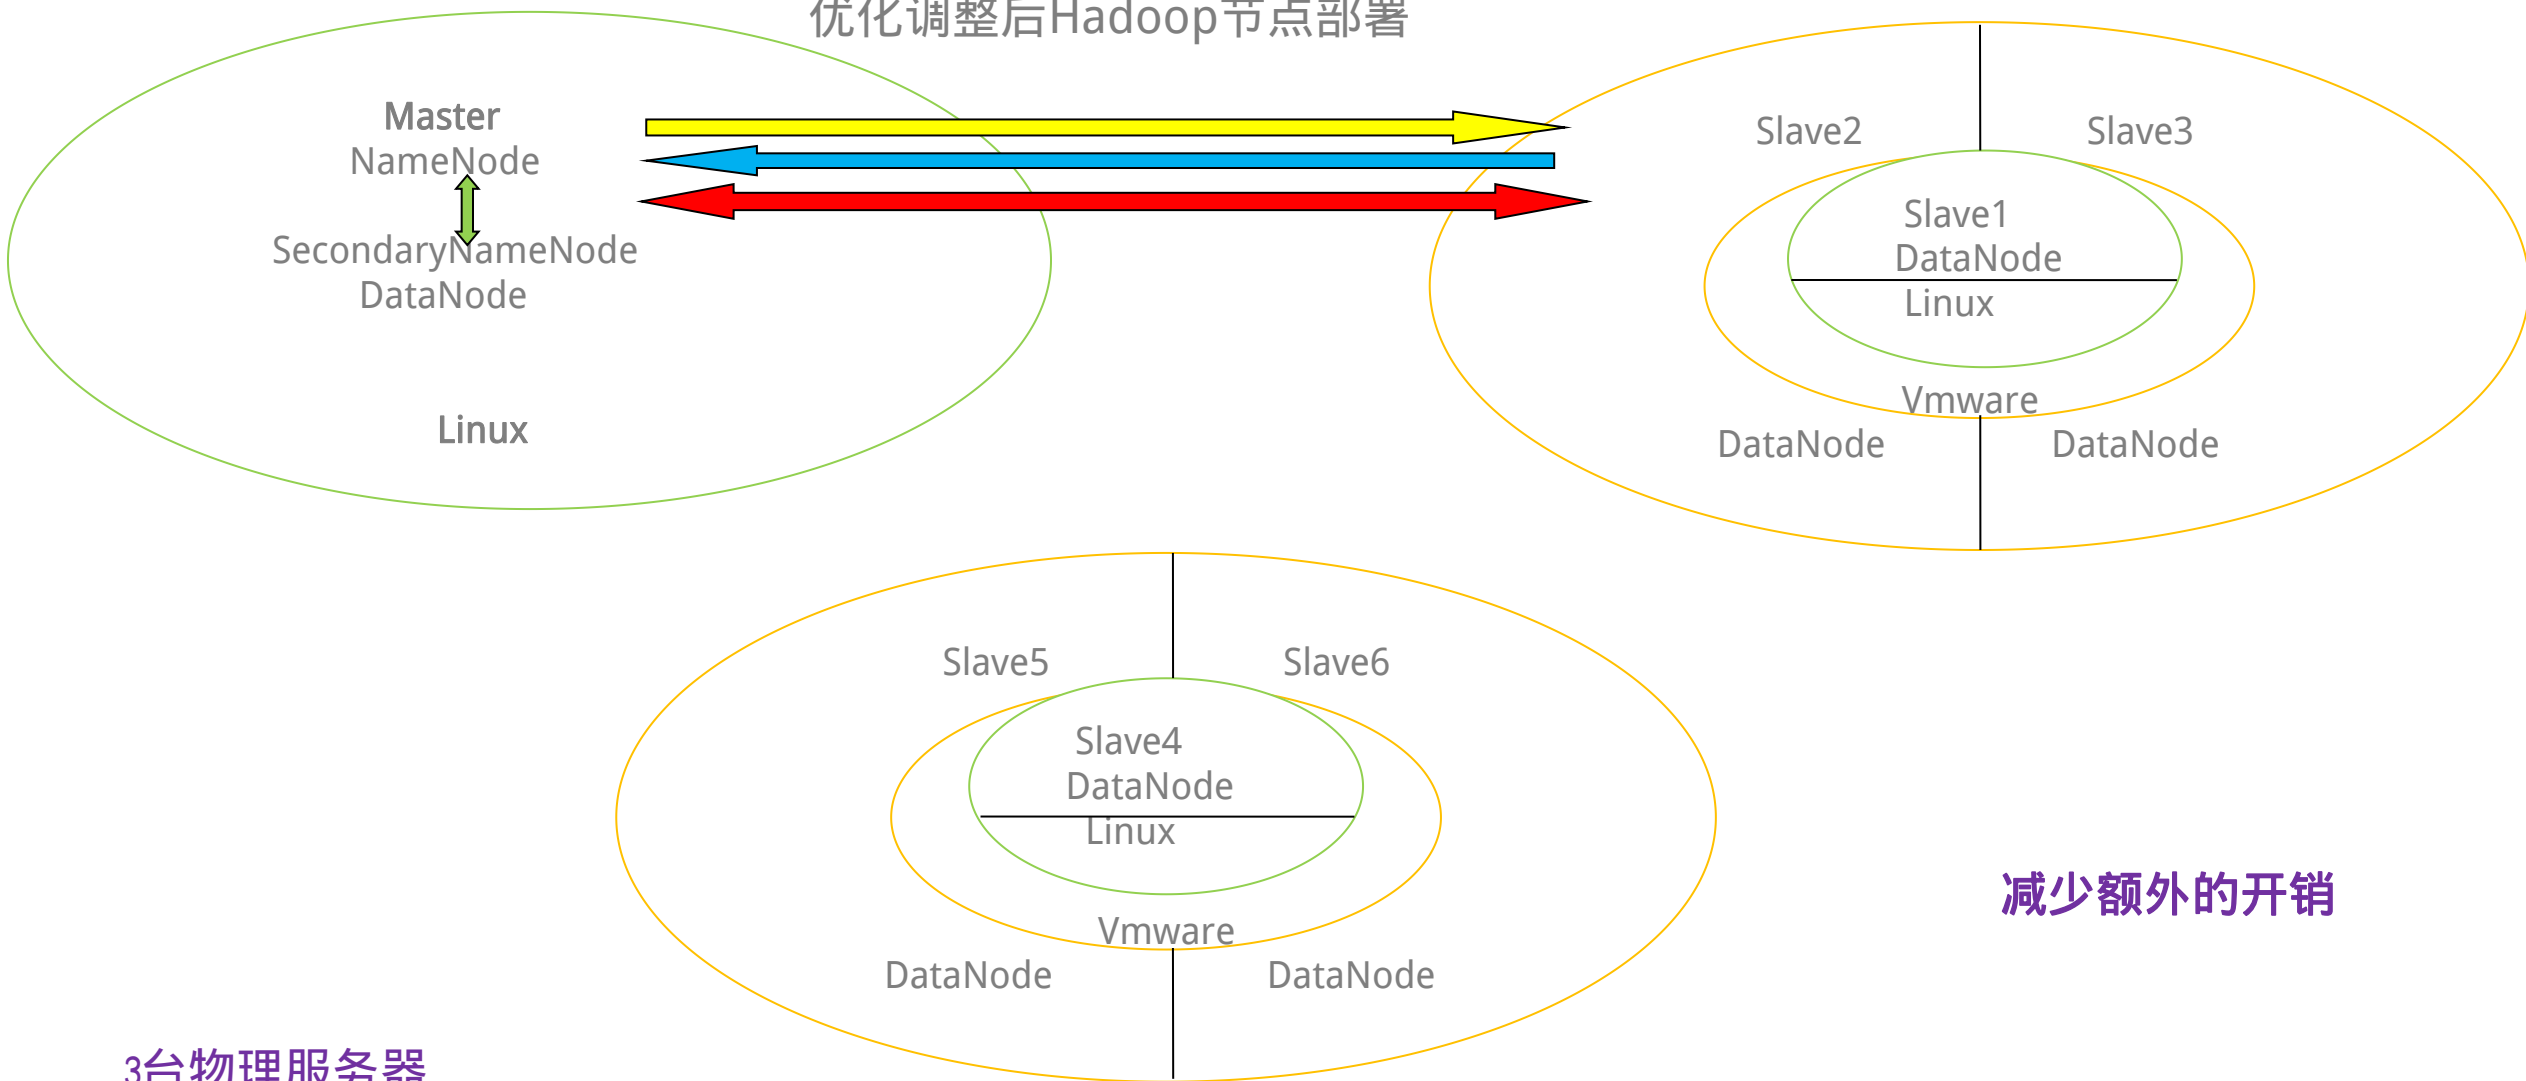 优化调整后Hadoop节点部署
Master
NameNode
SecondaryNameNode
DataNode
Linux
Slave2
Slave3
Slave1
DataNode
Linux
Vmware
DataNode
DataNode
Slave5
Slave6
Slave4
DataNode
Linux
Vmware
DataNode
DataNode
减少额外的开销
3台物理服务器